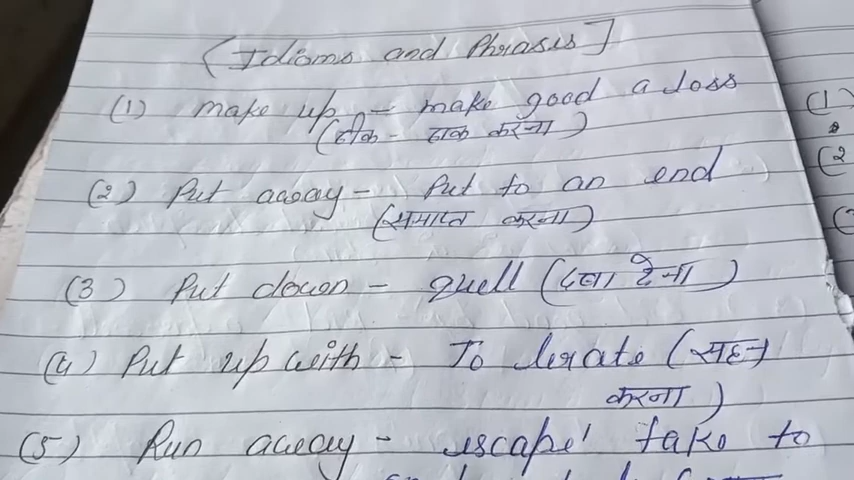 (Idioms and Phrases]
(1) make up - make good a loss
(ठीक - ठाक करना)
(2) Put away - Put to an end
(समाप्त करना)
(3) Put down - quell (दबा देना)
(4) Put up with - To lerate (सहन
करना)
(5) Run away - escape' take to
(1)
(2